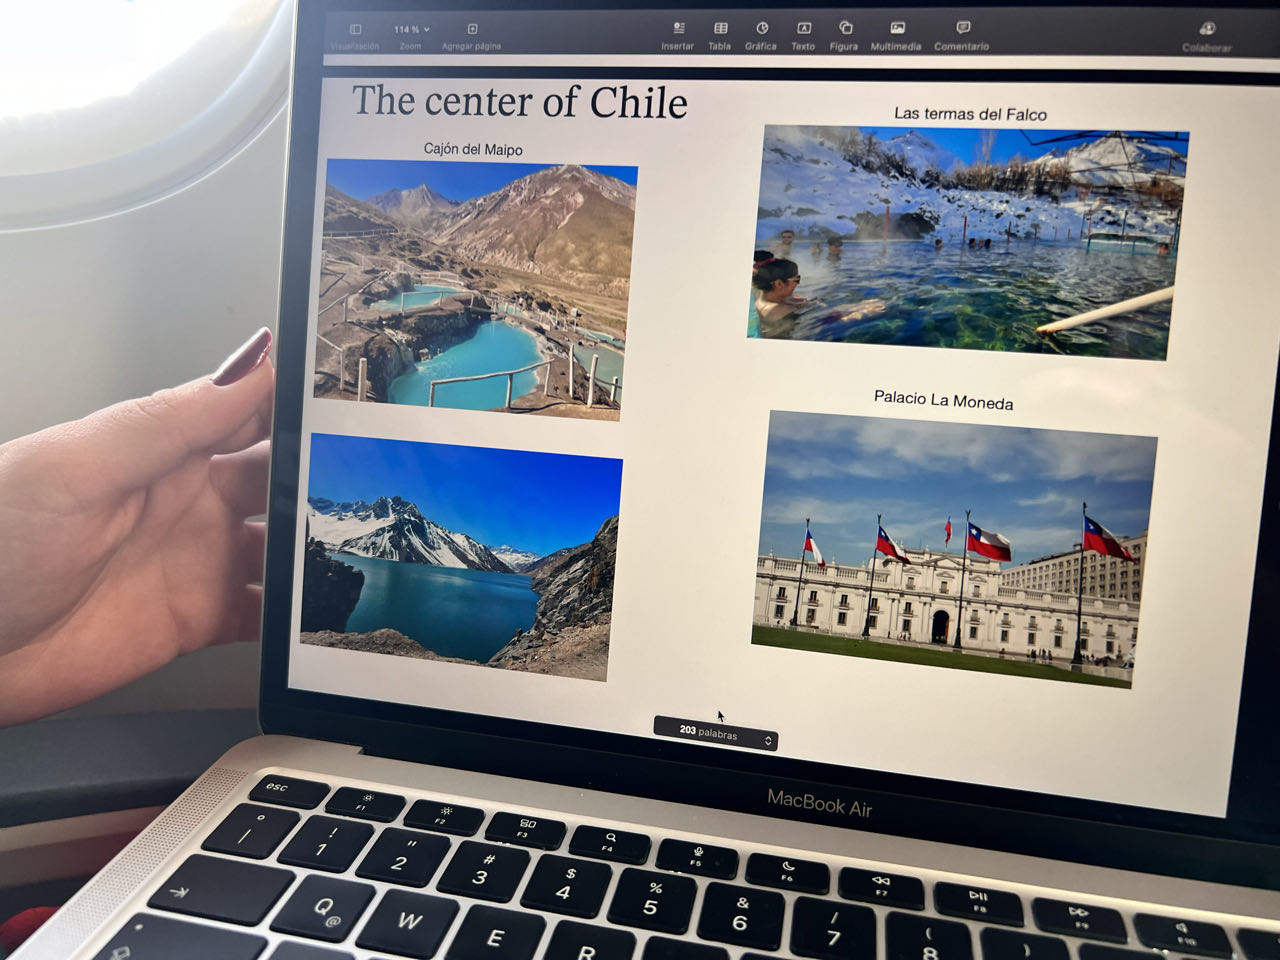 Visualización
114 %
Zoom
Agregar página
Insertar
Tabla
Gráfica
Texto
Figura
Multimedia
Comentario
Colaborar
The center of Chile
Cajón del Maipo
Las termas del Falco
Palacio La Moneda
203 palabras
MacBook Air
esc
F1
F2
F3
F4
F5
F6
F7
F8
F9
F10
° |
! 1
" 2
# 3
$ 4
% 5
& 6
/ 7
( 8
)
Q @
W
E
R